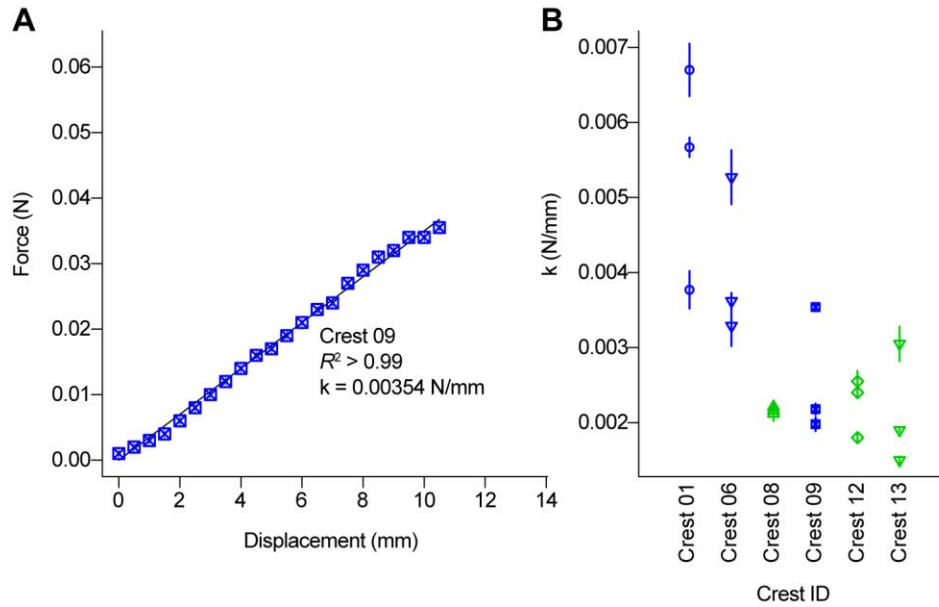 A
B
0.06
0.05
0.04
0.03
0.02
0.01
0.00
Force (N)
0 2 4 6 8 10 12 14
Displacement (mm)
Crest 09
R² > 0.99
k = 0.00354 N/mm
0.007
0.006
0.005
0.004
0.003
0.002
k (N/mm)
Crest 01
Crest 06
Crest 08
Crest 09
Crest 12
Crest 13
Crest ID